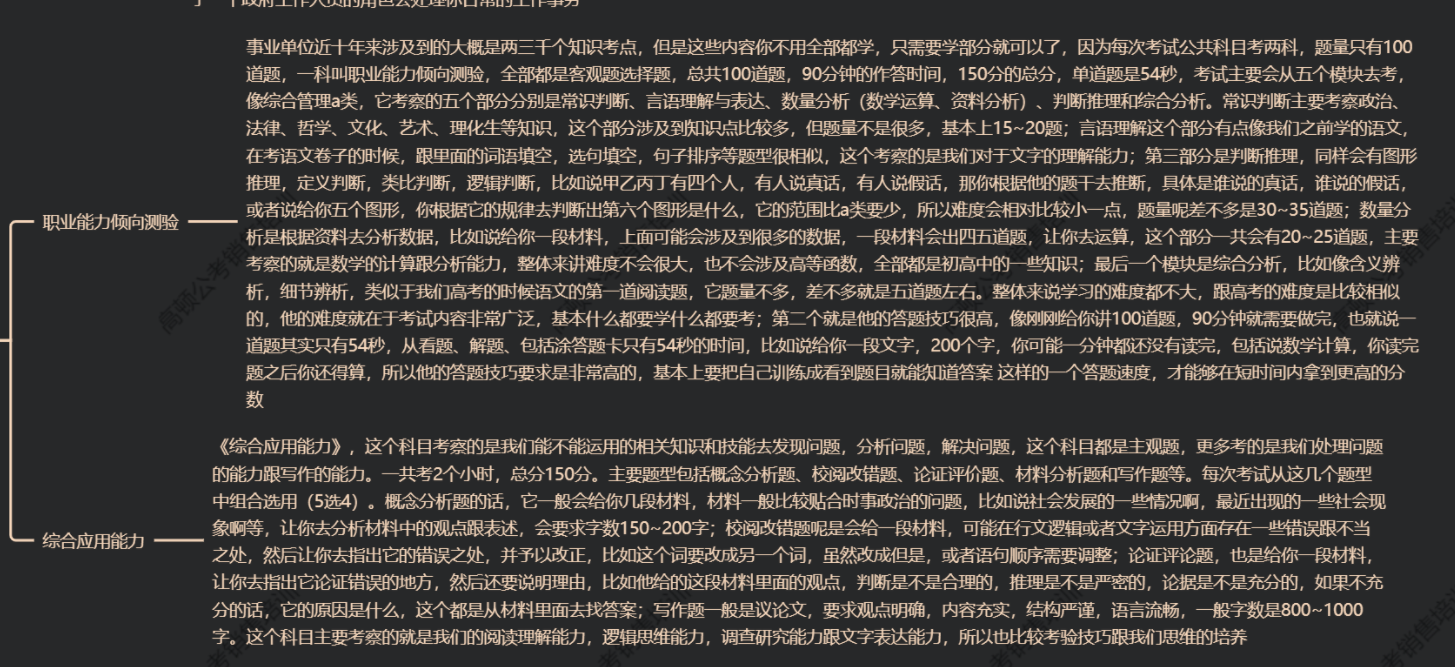 事业单位近十年来涉及到的大概是两三千个知识考点，但是这些内容你不用全部都学，只需要学部分就可以了，因为每次考试公共科目考两科，题量只有100
道题，一科叫职业能力倾向测验，全部都是客观题选择题，总共100道题，90分钟的作答时间，150分的总分，单道题是54秒，考试主要会从五个模块去考，
像综合管理a类，它考察的五个部分分别是常识判断、言语理解与表达、数量分析（数学运算、资料分析）、判断推理和综合分析。常识判断主要考察政治、
法律、哲学、文化、艺术、理化生等知识，这个部分涉及到知识点比较多，但题量不是很多，基本上15~20题；言语理解这个部分有点像我们之前学的语文，
在考语文卷子的时候，跟里面的词语填空，选句填空，句子排序等题型很相似，这个考察的是我们对于文字的理解能力；第三部分是判断推理，同样会有图形
推理，定义判断，类比判断，逻辑判断，比如说甲乙丙丁有四个人，有人说真话，有人说假话，那你根据他的题干去推断，具体是谁说的真话，谁说的假话，
职业能力倾向测验
或者说给你五个图形，你根据它的规律去判断出第六个图形是什么，它的范围比a类要少，所以难度会相对比较小一点，题量呢差不多是30~35道题；数量分
析是根据资料去分析数据，比如说给你一段材料，上面可能会涉及到很多的数据，一段材料会出四五道题，让你去运算，这个部分一共会有20~25道题，主要
考察的就是数学的计算跟分析能力，整体来讲难度不会很大，也不会涉及高等函数，全部都是初高中的一些知识；最后一个模块是综合分析，比如像含义辨
析，细节辨析，类似于我们高考的时候语文的第一道阅读题，它题量不多，差不多就是五道题左右。整体来说学习的难度都不大，跟高考的难度是比较相似
的，他的难度就在于考试内容非常广泛，基本什么都要学什么都要考；第二个就是他的答题技巧很高，像刚刚给你讲100道题，90分钟就需要做完，也就说一
道题其实只有54秒，从看题、解题、包括涂答题卡只有54秒的时间，比如说给你一段文字，200个字，你可能一分钟都还没有读完，包括说数学计算，你读完
题之后你还得算，所以他的答题技巧要求是非常高的，基本上要把自己训练成看到题目就能知道答案 这样的一个答题速度，才能够在短时间内拿到更高的分
数
《综合应用能力》，这个科目考察的是我们能不能运用的相关知识和技能去发现问题，分析问题，解决问题，这个科目都是主观题，更多考的是我们处理问题
的能力跟写作的能力。一共考2个小时，总分150分。主要题型包括概念分析题、校阅改错题、论证评价题、材料分析题和写作题等。每次考试从这几个题型
中组合选用（5选4）。概念分析题的话，它一般会给你几段材料，材料一般比较贴合时事政治的问题，比如说社会发展的一些情况啊，最近出现的一些社会现
象啊等，让你去分析材料中的观点跟表述，会要求字数150~200字；校阅改错题呢是会给一段材料，可能在行文逻辑或者文字运用方面存在一些错误跟不当
综合应用能力
之处，然后让你去指出它的错误之处，并予以改正，比如这个词要改成另一个词，虽然改成但是，或者语句顺序需要调整；论证评论题，也是给你一段材料，
让你去指出它论证错误的地方，然后还要说明理由，比如他给的这段材料里面的观点，判断是不是合理的，推理是不是严密的，论据是不是充分的，如果不充
分的话，它的原因是什么，这个都是从材料里面去找答案；写作题一般是议论文，要求观点明确，内容充实，结构严谨，语言流畅，一般字数是800~1000
字。这个科目主要考察的就是我们的阅读理解能力，逻辑思维能力，调查研究能力跟文字表达能力，所以也比较考验技巧跟我们思维的培养